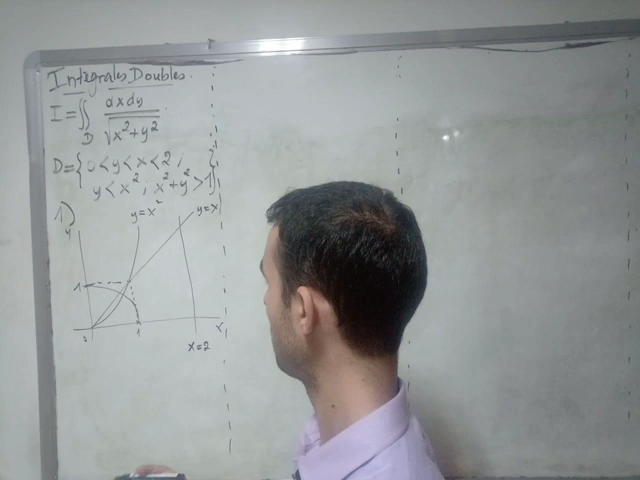 Integrales Doubles.
I = ∬_D dxdy / √(x²+y²)
D = { 0 < y < x < 2 ;
y < x² ; x² + y² > 1 }
1)
y = x²
y = x
y
1
0
1
x = 2
x